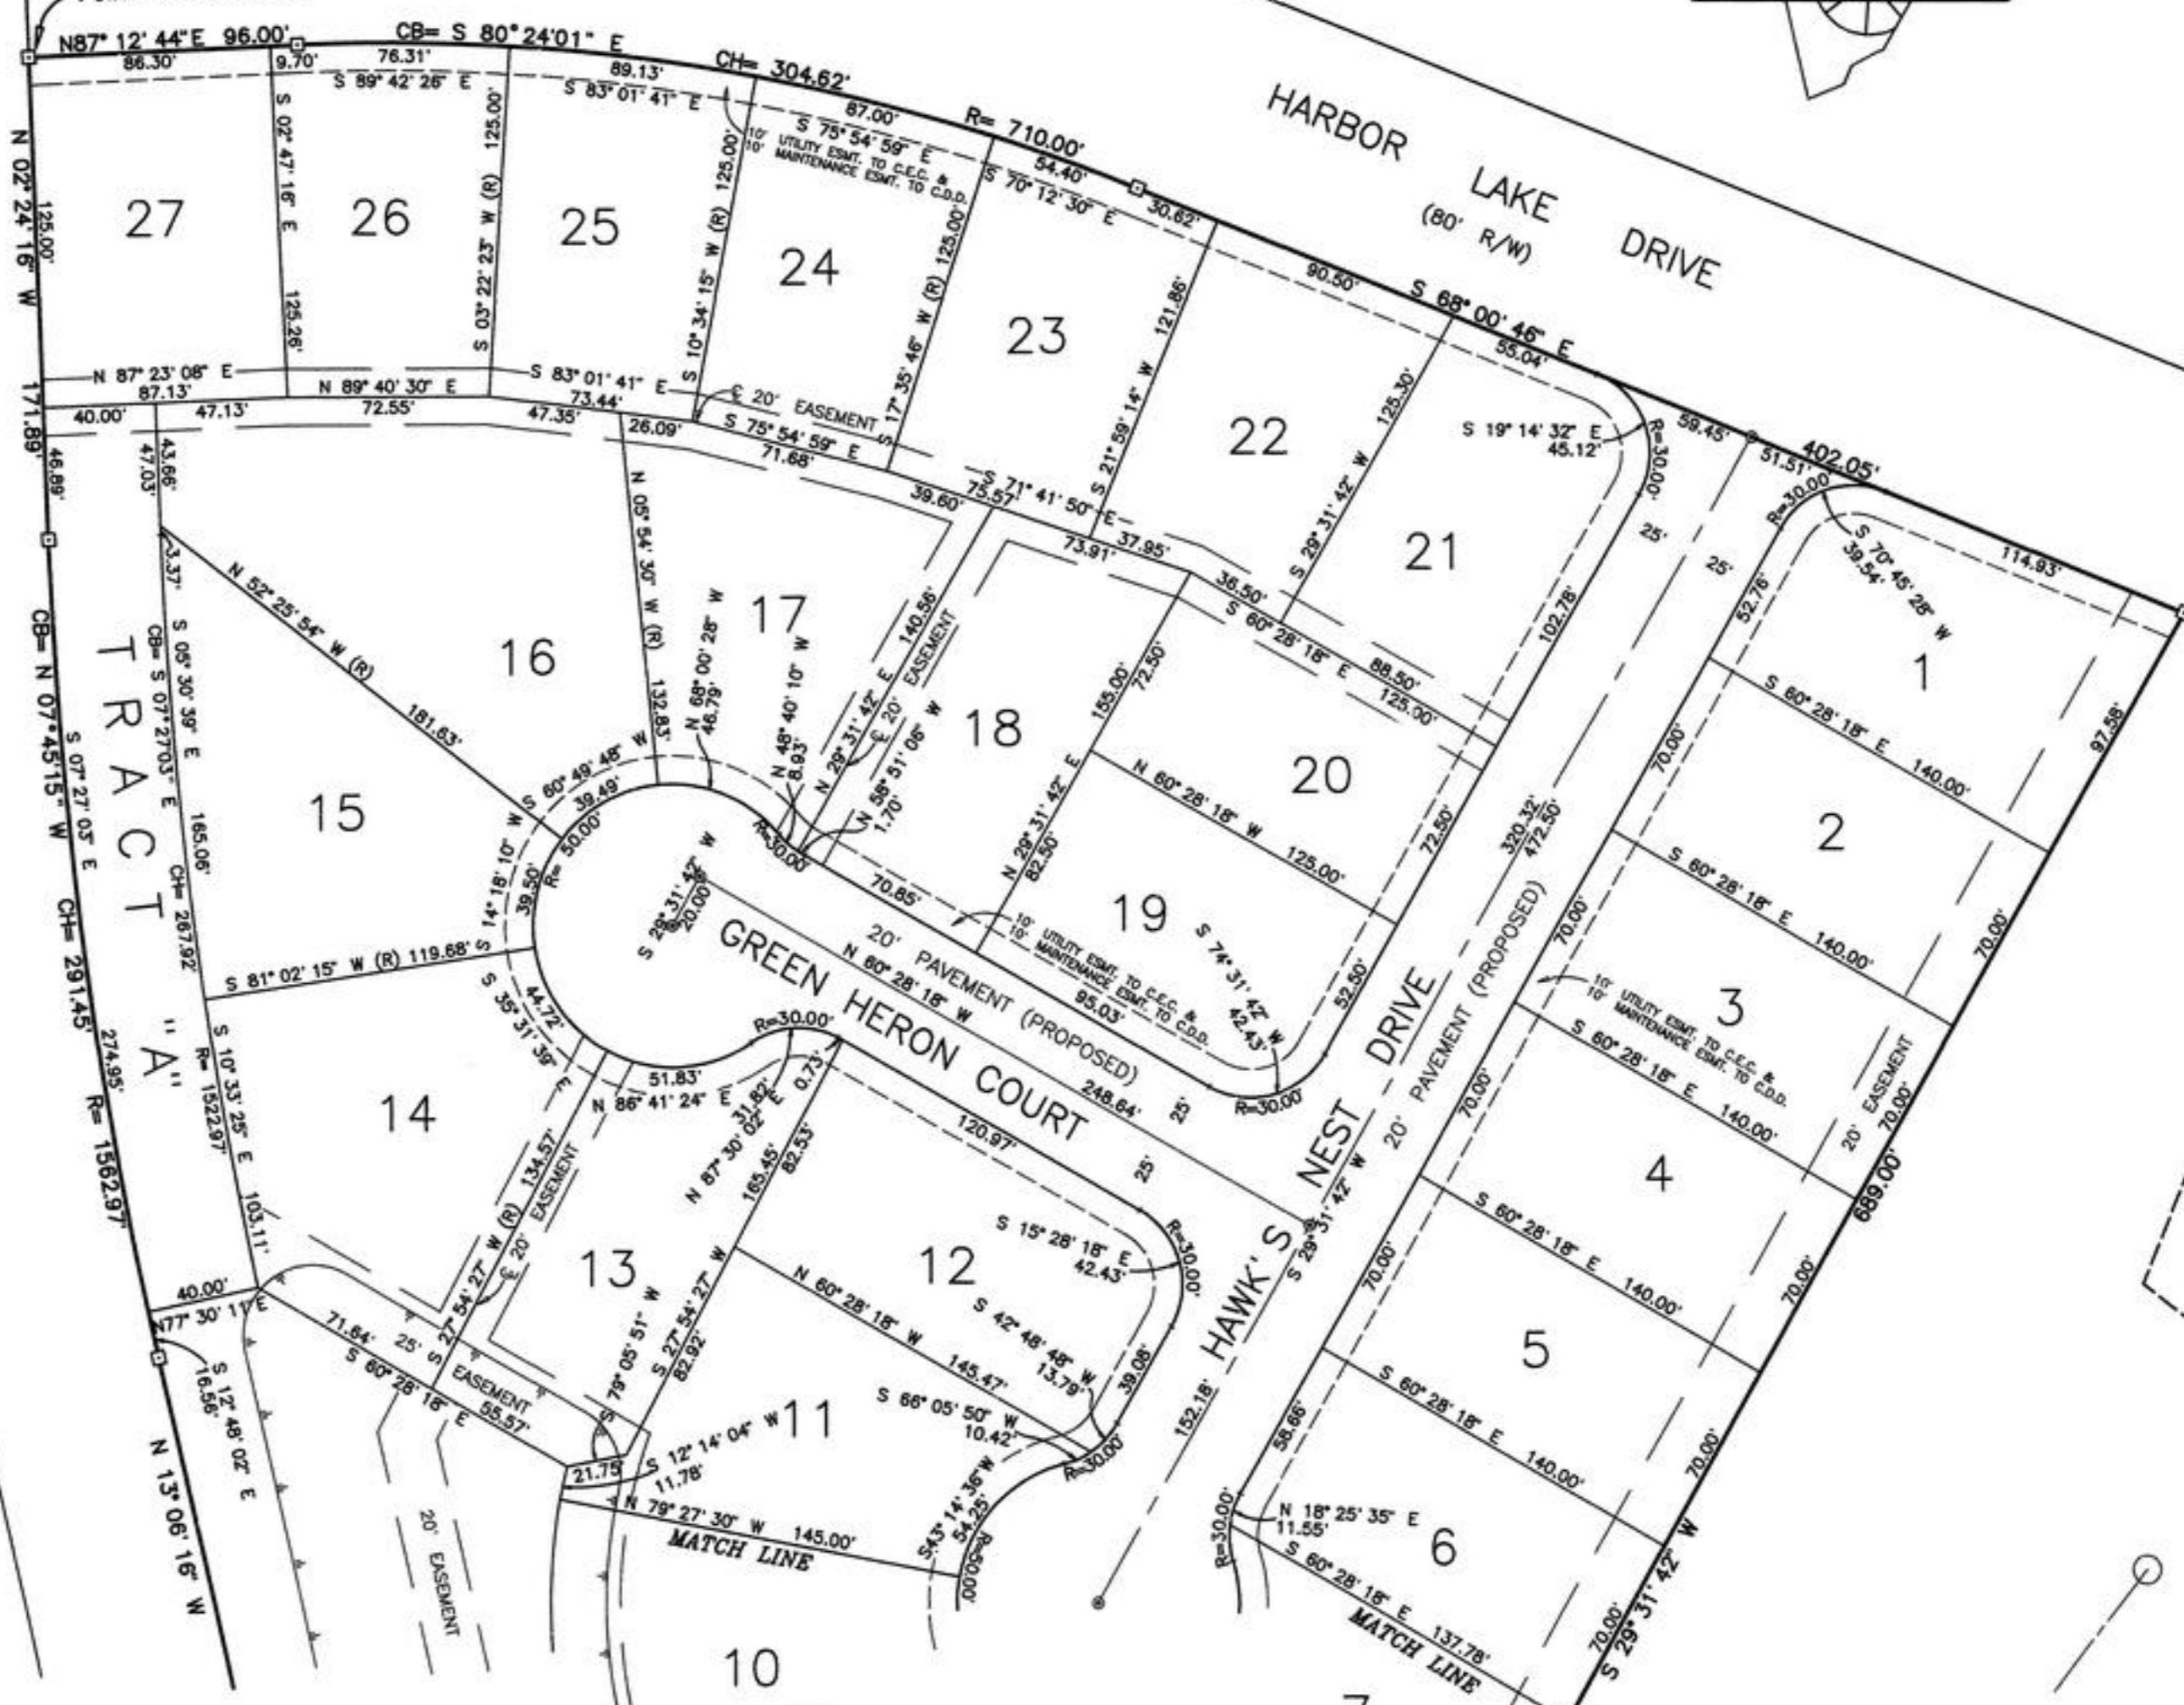 N87° 12' 44" E 96.00'
86.30'
9.70'
CB= S 80°24'01" E
76.31'
S 89° 42' 26" E
89.13'
S 83° 01' 41" E
CH= 304.62'
87.00'
S 75° 54' 59" E
10' UTILITY ESMT. TO C.E.C. &
10' MAINTENANCE ESMT. TO C.D.D.
R= 710.00'
54.40'
S 70° 12' 30" E
30.62'
HARBOR LAKE DRIVE
(80' R/W)
90.50'
S 68° 00' 46" E
55.04'
59.45'
51.51'
402.05'
114.93'
N 02° 24' 16" W
171.89'
125.00'
27
S 02° 47' 16" E
125.26'
26
S 03° 22' 23" W (R) 125.00'
25
S 10° 34' 15" W (R) 125.00'
24
S 17° 35' 46" W (R) 125.00'
23
S 21° 59' 14" W 121.86'
22
S 29° 31' 42" W 125.30'
21
S 19° 14' 32" E
45.12'
R=30.00'
R=30.00'
S 70° 45' 28" W
39.54'
N 87° 23' 08" E
87.13'
40.00'
47.13'
N 89° 40' 30" E
72.55'
S 83° 01' 41" E
73.44'
47.35'
26.09'
℄ 20' EASEMENT
S 75° 54' 59" E
71.68'
39.60'
S 71° 41' 50" E
75.57'
73.91'
37.95'
36.50'
S 60° 28' 18" E
88.50'
125.00'
102.78'
25'
25'
52.76'
1
97.58'
46.89'
43.66'
47.03'
3.37'
CB= N 07°45'15" W CH= 291.45' R= 1562.97'
S 07° 27' 03" E 274.95'
TRACT "A"
S 05° 30' 39" E 165.06'
CB= S 07°27'03" E CH= 267.92' R= 1522.97'
N 52° 25' 54" W (R) 181.63'
16
N 05° 54' 30" W (R) 132.83'
17
N 68° 00' 28" W
46.79'
N 48° 40' 10" W
8.93'
N 29° 31' 42" E 140.56'
℄ 20' EASEMENT
N 58° 51' 06" W
1.70'
18
N 29° 31' 42" E 155.00'
72.50'
82.50'
20
N 60° 28' 18" W 125.00'
72.50'
19
10' UTILITY ESMT. TO C.E.C. &
10' MAINTENANCE ESMT. TO C.D.D.
S 74° 31' 42" W
42.43'
52.50'
R=30.00'
320.32'
472.50'
S 60° 28' 18" E 140.00'
70.00'
2
S 60° 28' 18" E 140.00'
70.00'
70.00'
3
10' UTILITY ESMT. TO C.E.C. &
10' MAINTENANCE ESMT. TO C.D.D.
S 60° 28' 18" E 140.00'
70.00'
70.00'
20' EASEMENT
689.00'
4
S 60° 28' 18" E 140.00'
70.00'
70.00'
5
S 60° 28' 18" E 140.00'
70.00'
58.66'
6
N 18° 25' 35" E
11.55'
R=30.00'
S 60° 28' 18" E 137.78'
MATCH LINE
70.00'
S 29° 31' 42" W
15
S 60° 49' 48" W
39.49'
R= 50.00'
S 14° 18' 10" W
39.50'
R=30.00'
S 29° 31' 42" W
20.00'
70.85'
95.03'
GREEN HERON COURT
20' PAVEMENT (PROPOSED)
N 60° 28' 18" W 248.64'
25'
25'
HAWK'S NEST DRIVE
20' PAVEMENT (PROPOSED)
S 29° 31' 42" W
152.18'
S 81° 02' 15" W (R) 119.68'
44.72'
S 35° 31' 39" E
51.83'
N 86° 41' 24" E
R=30.00'
31.82'
N 87° 30' 02" E
0.73'
120.97'
14
S 10° 33' 25" E 103.11'
134.57'
S 27° 54' 27" W (R)
℄ 20' EASEMENT
13
165.45'
82.53'
S 27° 54' 27" W
82.92'
12
S 15° 28' 18" E
42.43'
R=30.00'
N 60° 28' 18" W 145.47'
S 42° 48' 48" W
13.79'
39.08'
S 66° 05' 50" W
10.42'
R=30.00'
40.00'
N77° 30' 11" E
S 12° 48' 02" E
16.56'
N 13° 06' 16" W
71.64'
S 60° 28' 18" E
55.57'
25' EASEMENT
S 79° 05' 51" W
21.75'
S 12° 14' 04" W
11.78'
11
N 79° 27' 30" W 145.00'
MATCH LINE
S43° 14' 36" W
54.25'
R=50.00'
20' EASEMENT
10